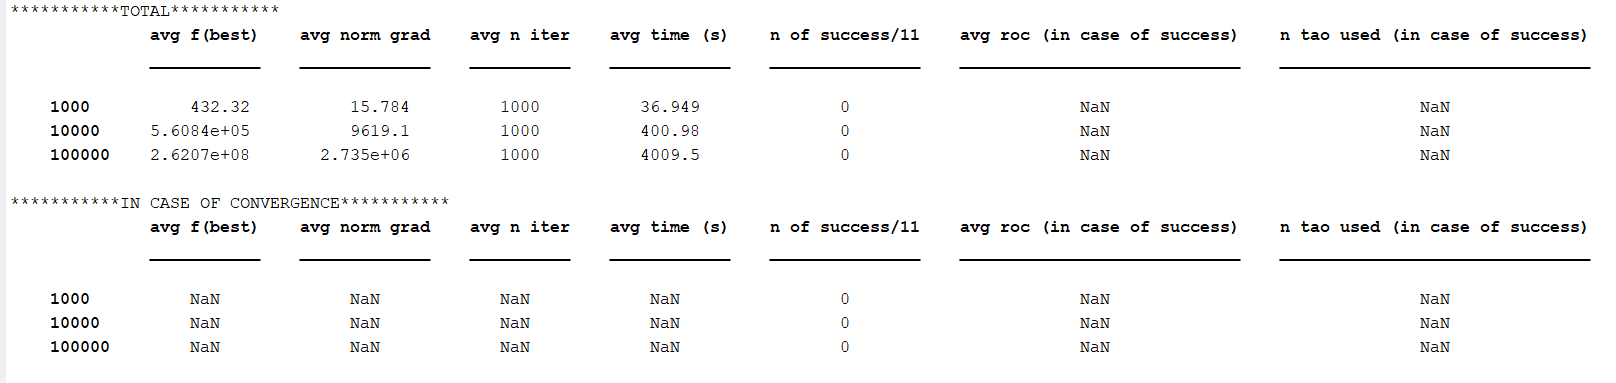 ***********TOTAL***********
avg f(best) avg norm grad avg n iter avg time (s) n of success/11 avg roc (in case of success) n tao used (in case of success)
1000 432.32 15.784 1000 36.949 0 NaN NaN
10000 5.6084e+05 9619.1 1000 400.98 0 NaN NaN
100000 2.6207e+08 2.735e+06 1000 4009.5 0 NaN NaN
***********IN CASE OF CONVERGENCE***********
avg f(best) avg norm grad avg n iter avg time (s) n of success/11 avg roc (in case of success) n tao used (in case of success)
1000 NaN NaN NaN NaN 0 NaN NaN
10000 NaN NaN NaN NaN 0 NaN NaN
100000 NaN NaN NaN NaN 0 NaN NaN